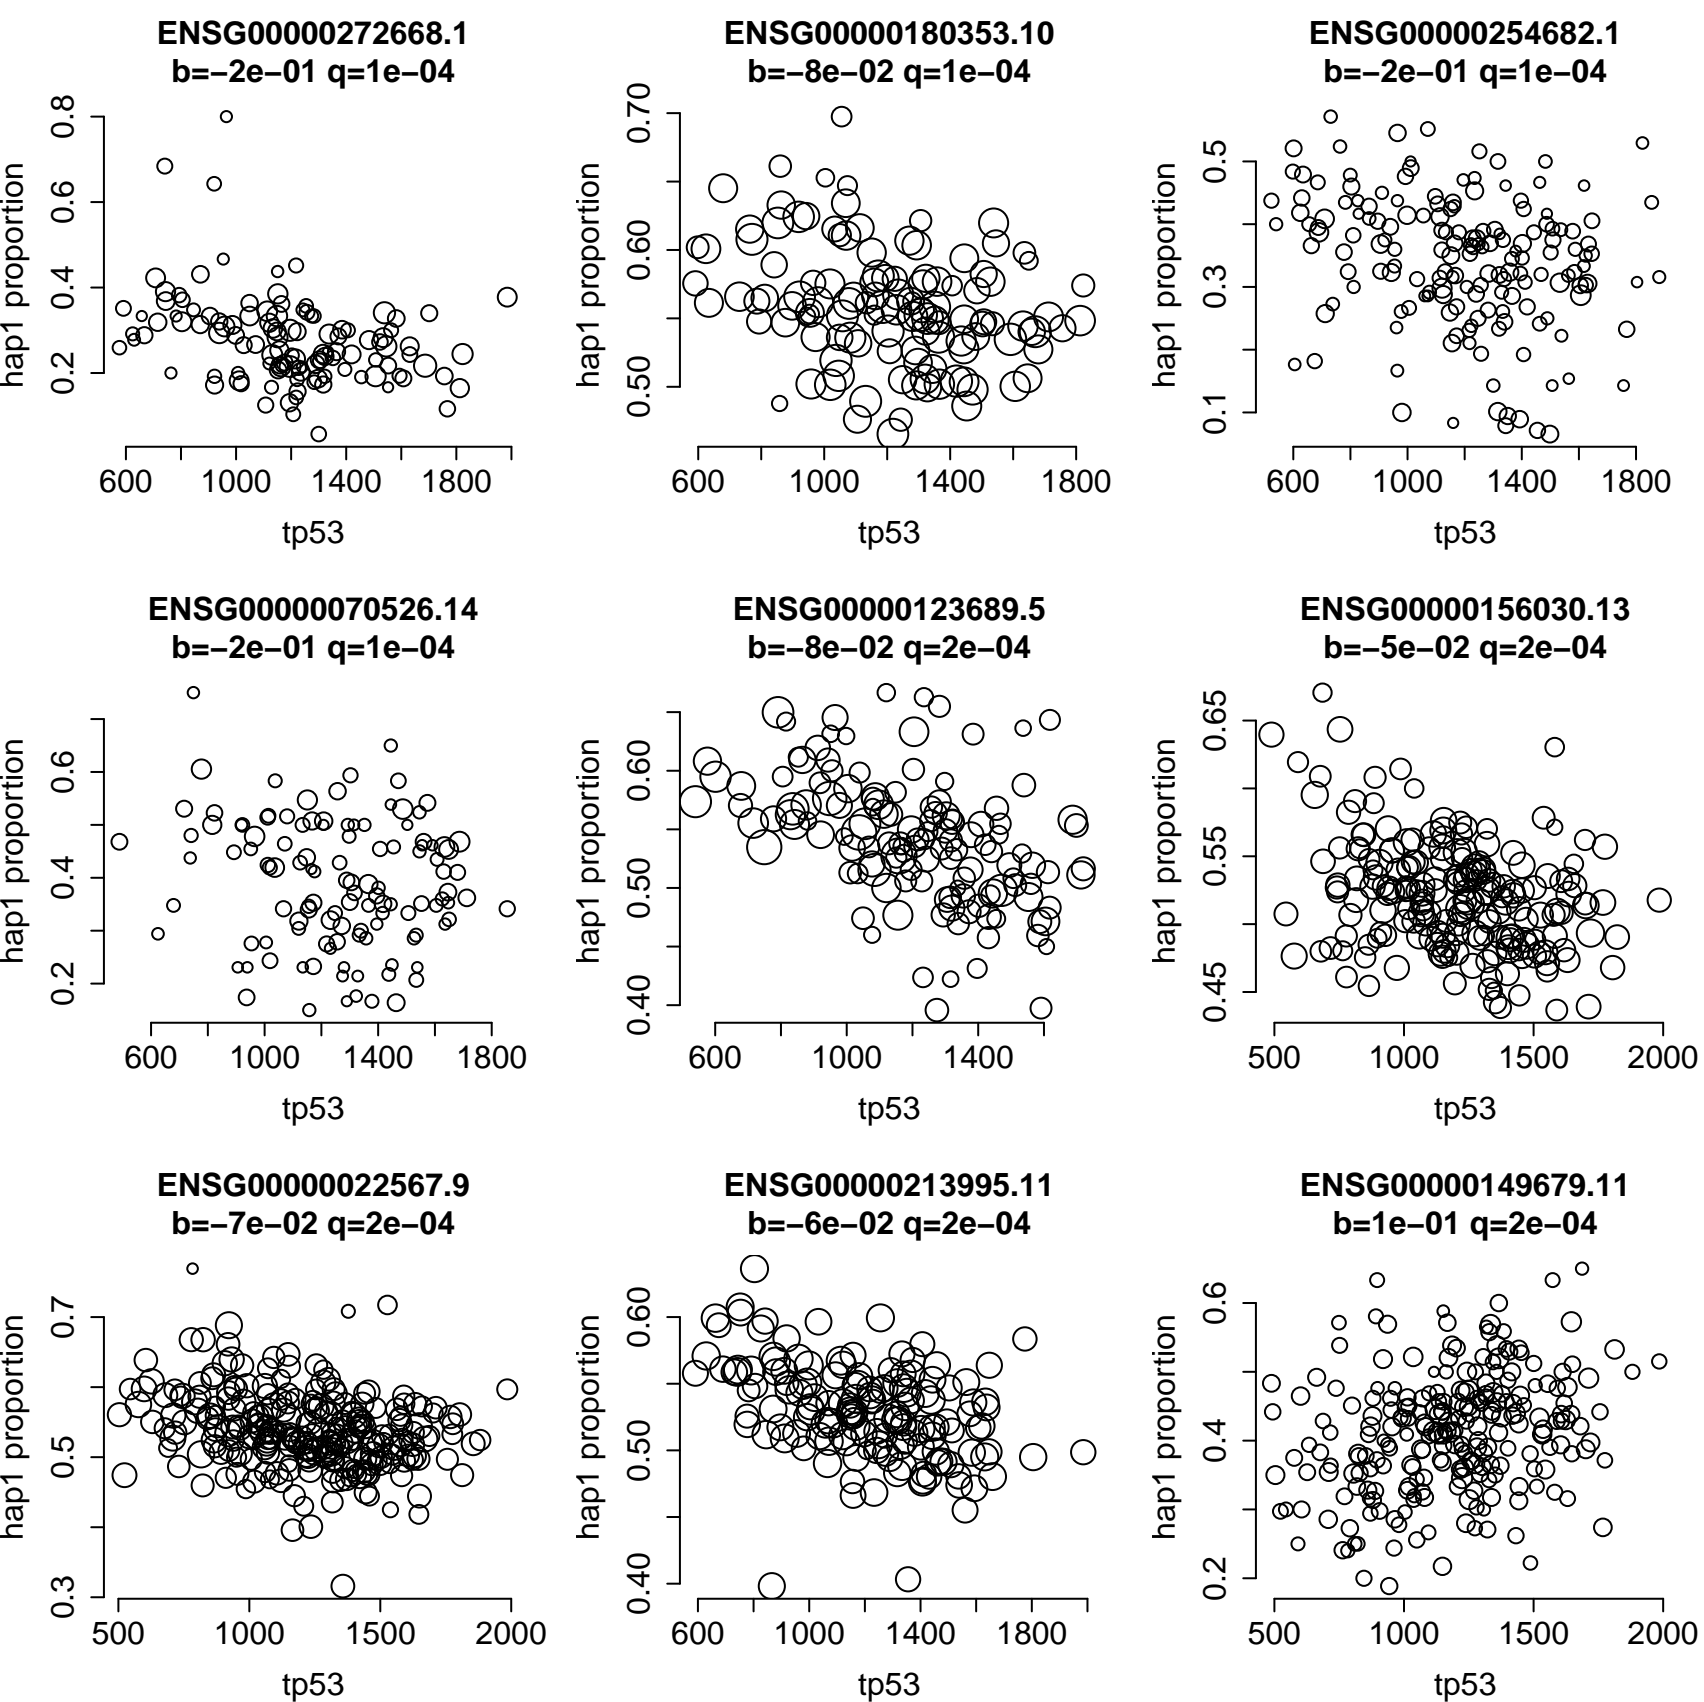 ENSG00000272668.1
b=−2e−01 q=1e−04
hap1 proportion
0.2 0.4 0.6 0.8
600 1000 1400 1800
tp53
ENSG00000180353.10
b=−8e−02 q=1e−04
hap1 proportion
0.50 0.60 0.70
600 1000 1400 1800
tp53
ENSG00000254682.1
b=−2e−01 q=1e−04
hap1 proportion
0.1 0.3 0.5
600 1000 1400 1800
tp53
ENSG00000070526.14
b=−2e−01 q=1e−04
hap1 proportion
0.2 0.4 0.6
600 1000 1400 1800
tp53
ENSG00000123689.5
b=−8e−02 q=2e−04
hap1 proportion
0.40 0.50 0.60
600 1000 1400
tp53
ENSG00000156030.13
b=−5e−02 q=2e−04
hap1 proportion
0.45 0.55 0.65
500 1000 1500 2000
tp53
ENSG00000022567.9
b=−7e−02 q=2e−04
hap1 proportion
0.3 0.5 0.7
500 1000 1500 2000
tp53
ENSG00000213995.11
b=−6e−02 q=2e−04
hap1 proportion
0.40 0.50 0.60
600 1000 1400 1800
tp53
ENSG00000149679.11
b=1e−01 q=2e−04
hap1 proportion
0.2 0.4 0.6
500 1000 1500 2000
tp53